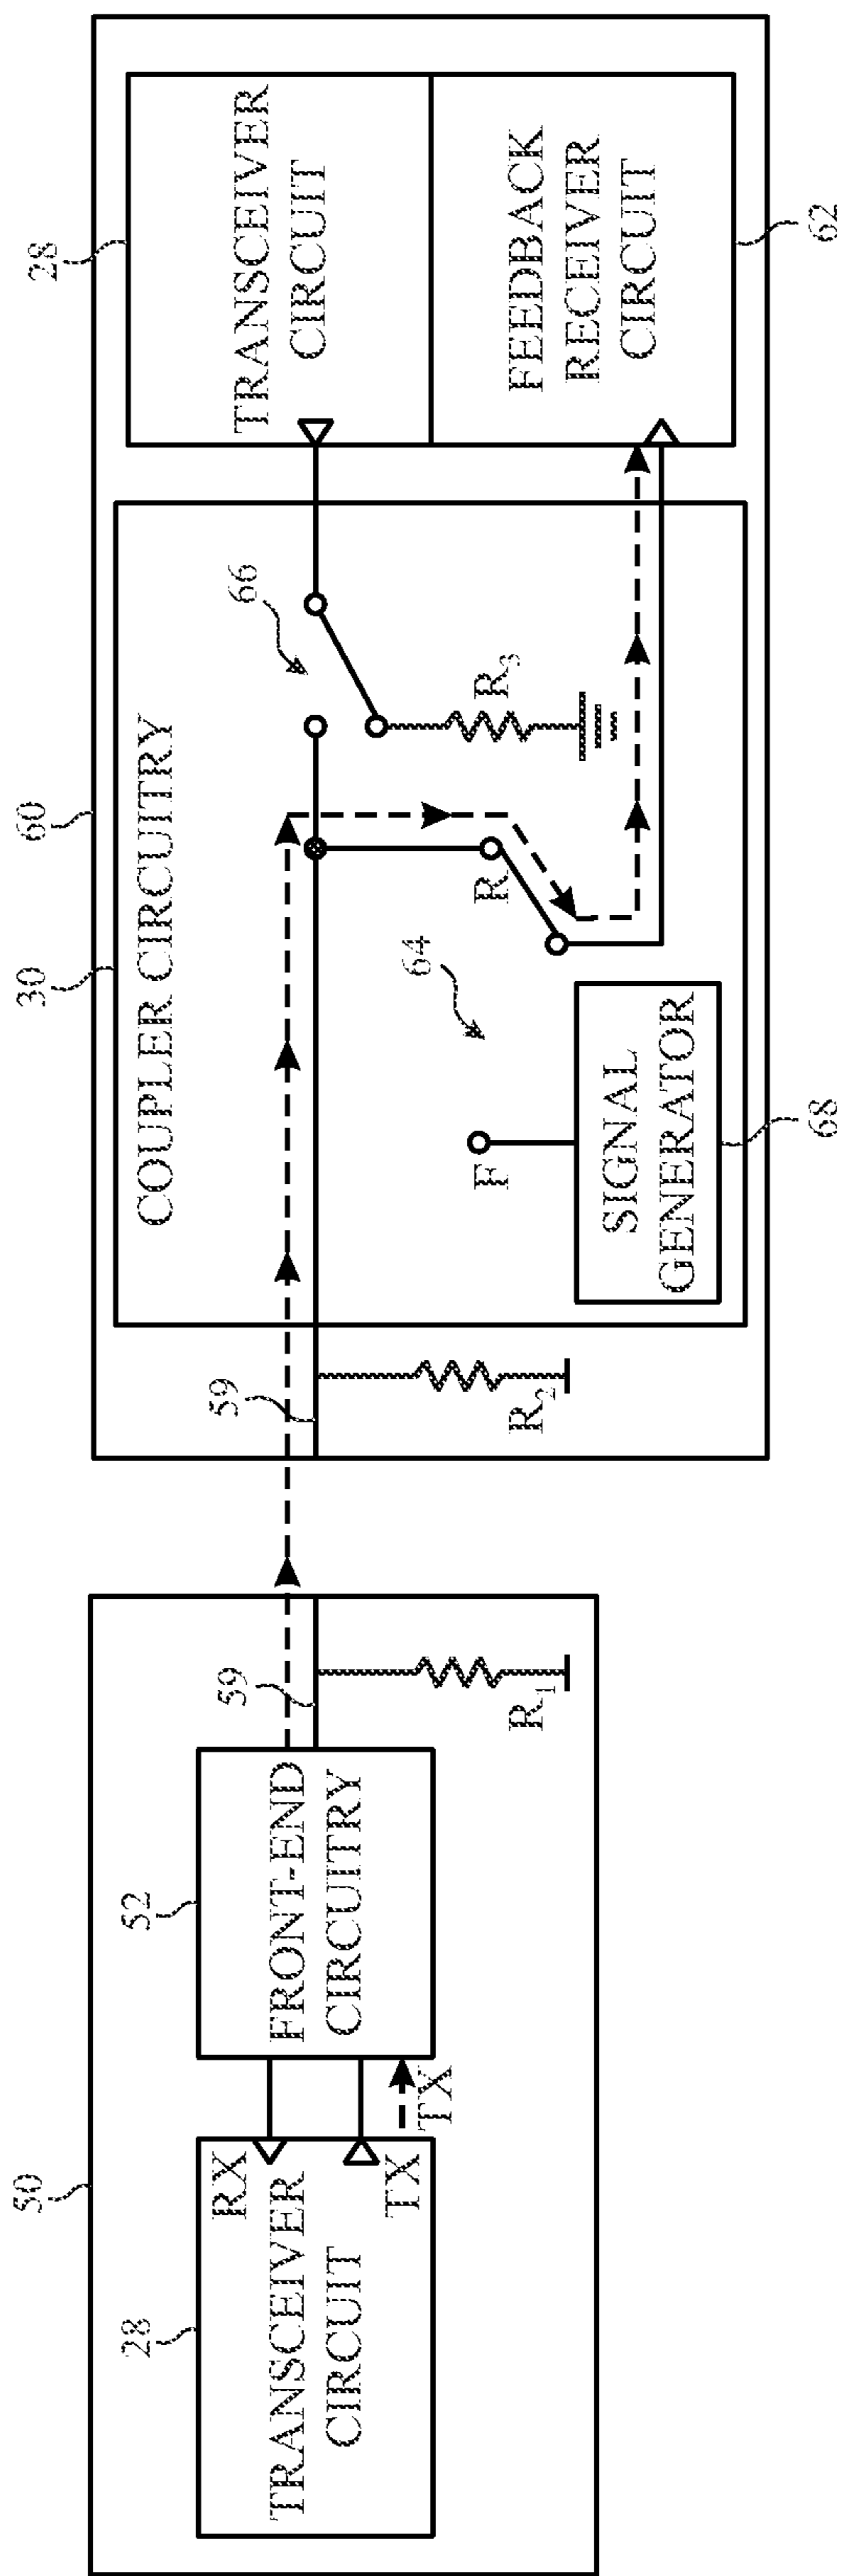 50
28
TRANSCEIVER
CIRCUIT
RX
TX
TX
52
FRONT-END
CIRCUITRY
59
R1
60
59
R2
30
COUPLER CIRCUITRY
66
64
F
R
R3
SIGNAL
GENERATOR
68
28
TRANSCEIVER
CIRCUIT
FEEDBACK
RECEIVER
CIRCUIT
62